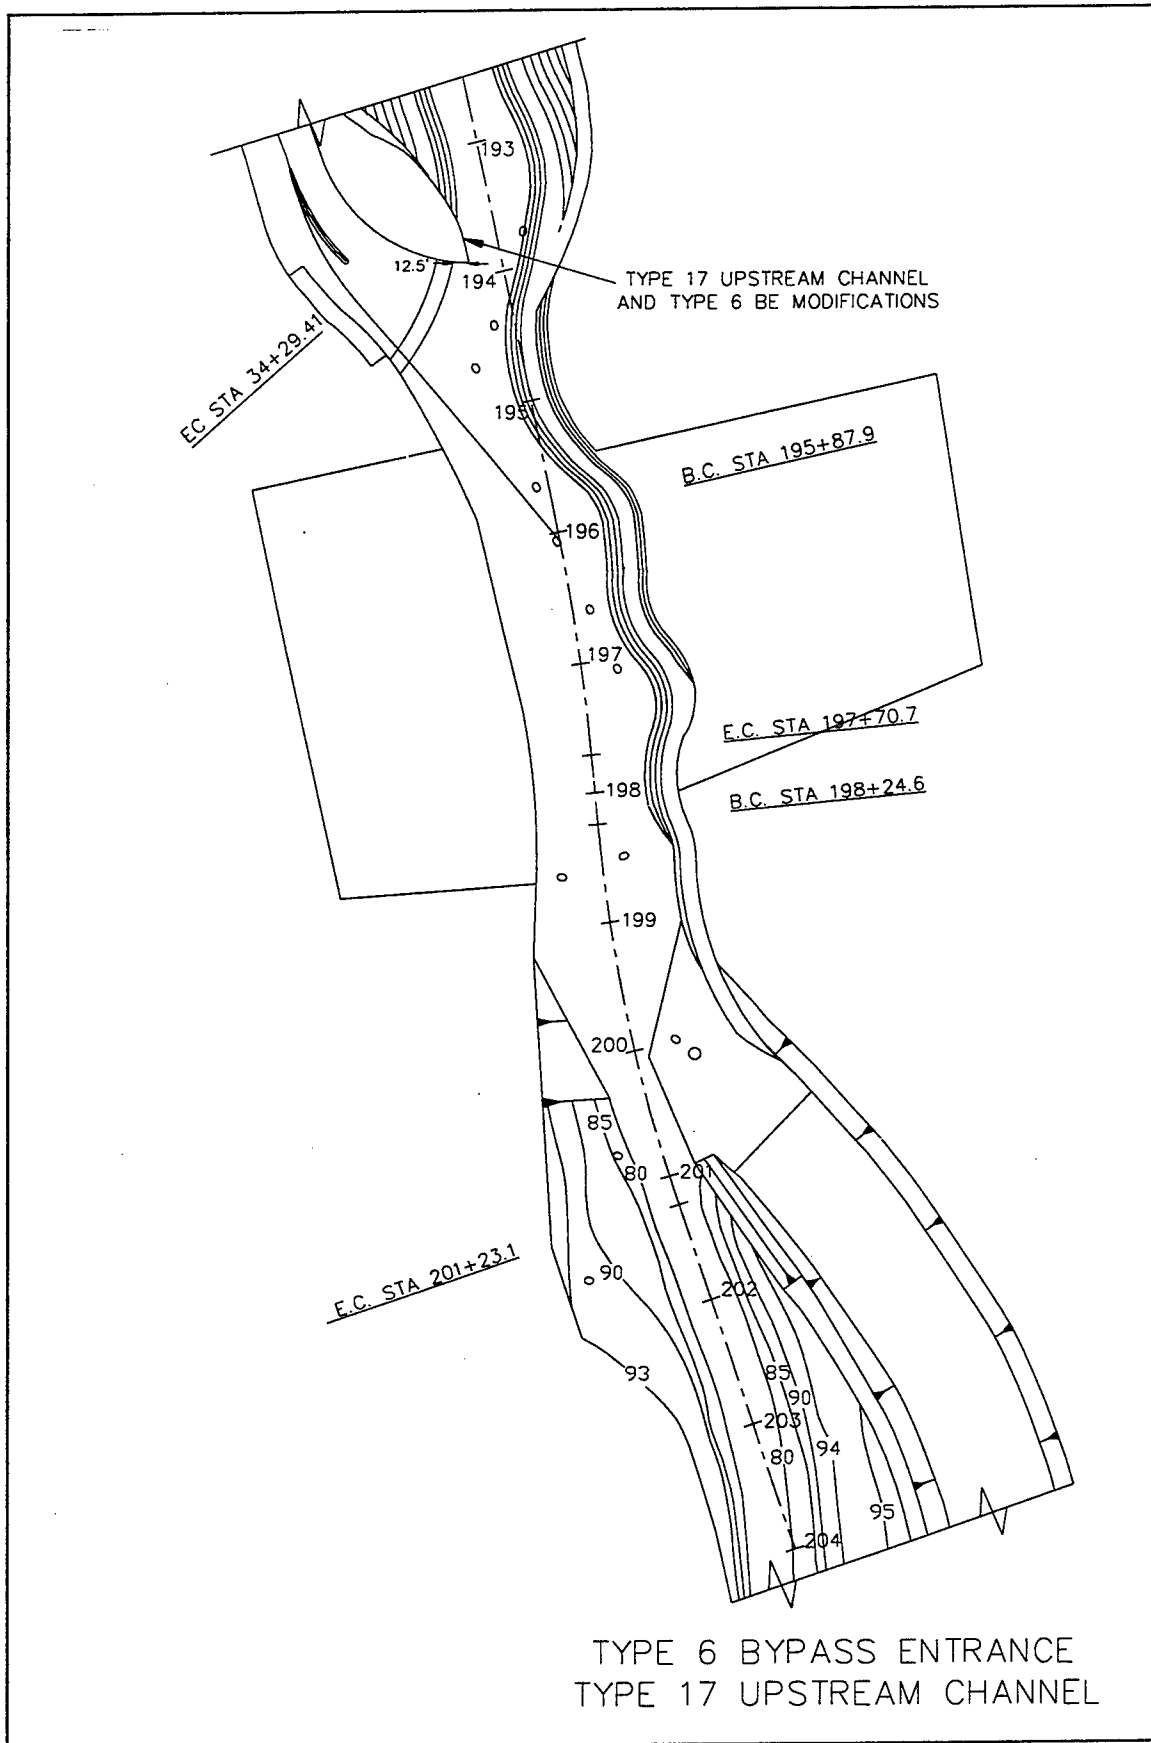 193
12.5'
194
TYPE 17 UPSTREAM CHANNEL
AND TYPE 6 BE MODIFICATIONS
EC STA 34+29.41
195
B.C. STA 195+87.9
196
197
E.C. STA 197+70.7
198
B.C. STA 198+24.6
199
200
85
80
201
E.C. STA 201+23.1
90
202
93
85
90
203
94
80
95
204
TYPE 6 BYPASS ENTRANCE
TYPE 17 UPSTREAM CHANNEL